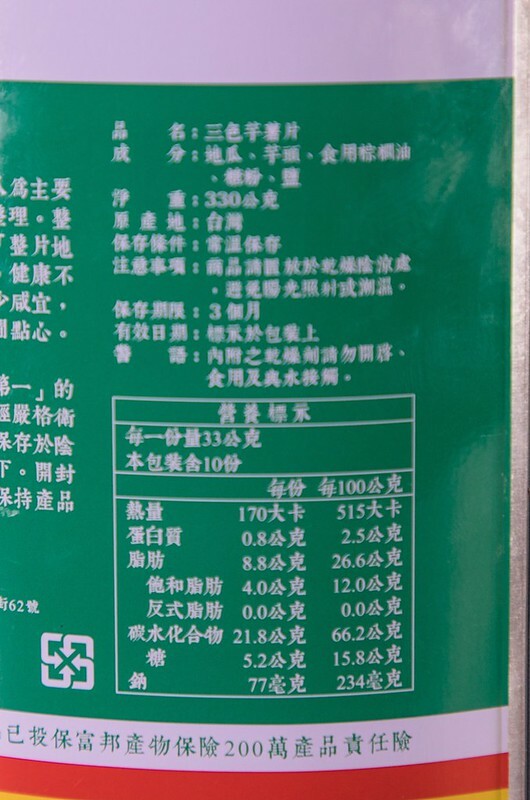 人為主要
整理。整
「整片地
，健康不
少咸宜，
閒點心。
第一」的
經嚴格衛
保存於陰
下。開封
保持產品
街62號
品　　名：三色芋薯片
成　　分：地瓜、芋頭、食用棕櫚油
、糖粉、鹽
淨　　重：330公克
原 產 地：台灣
保存條件：常溫保存
注意事項：商品請置放於乾燥陰涼處
，避免陽光照射或潮溫。
保存期限：3 個月
有效日期：標示於包裝上
警　　語：內附之乾燥劑請勿開啓、
食用及與水接觸。
營養標示
每一份量33公克
本包裝含10份
每份 每100公克
熱量 170大卡 515大卡
蛋白質 0.8公克 2.5公克
脂肪 8.8公克 26.6公克
飽和脂肪 4.0公克 12.0公克
反式脂肪 0.0公克 0.0公克
碳水化合物 21.8公克 66.2公克
糖 5.2公克 15.8公克
鈉 77毫克 234毫克
已投保富邦產物保險200萬產品責任險